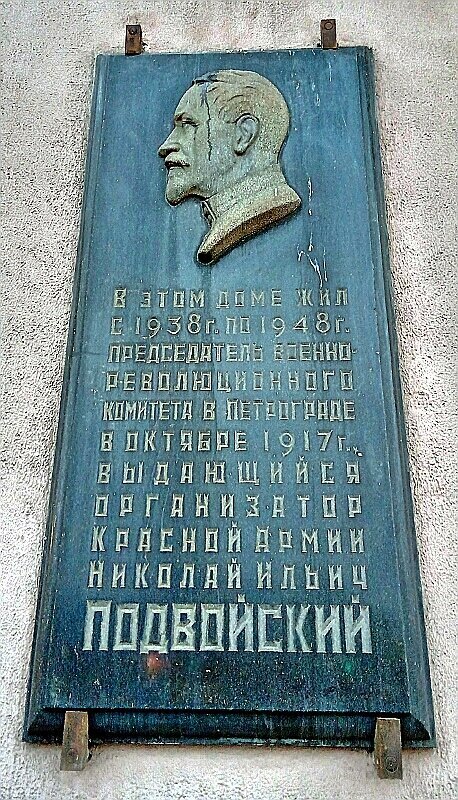 В ЭТОМ ДОМЕ ЖИЛ
С 1938 г. ПО 1948 г.
ПРЕДСЕДАТЕЛЬ ВОЕННО-
РЕВОЛЮЦИОННОГО
КОМИТЕТА В ПЕТРОГРАДЕ
В ОКТЯБРЕ 1917 г.,
ВЫДАЮЩИЙСЯ
ОРГАНИЗАТОР
КРАСНОЙ АРМИИ
НИКОЛАЙ ИЛЬИЧ
ПОДВОЙСКИЙ